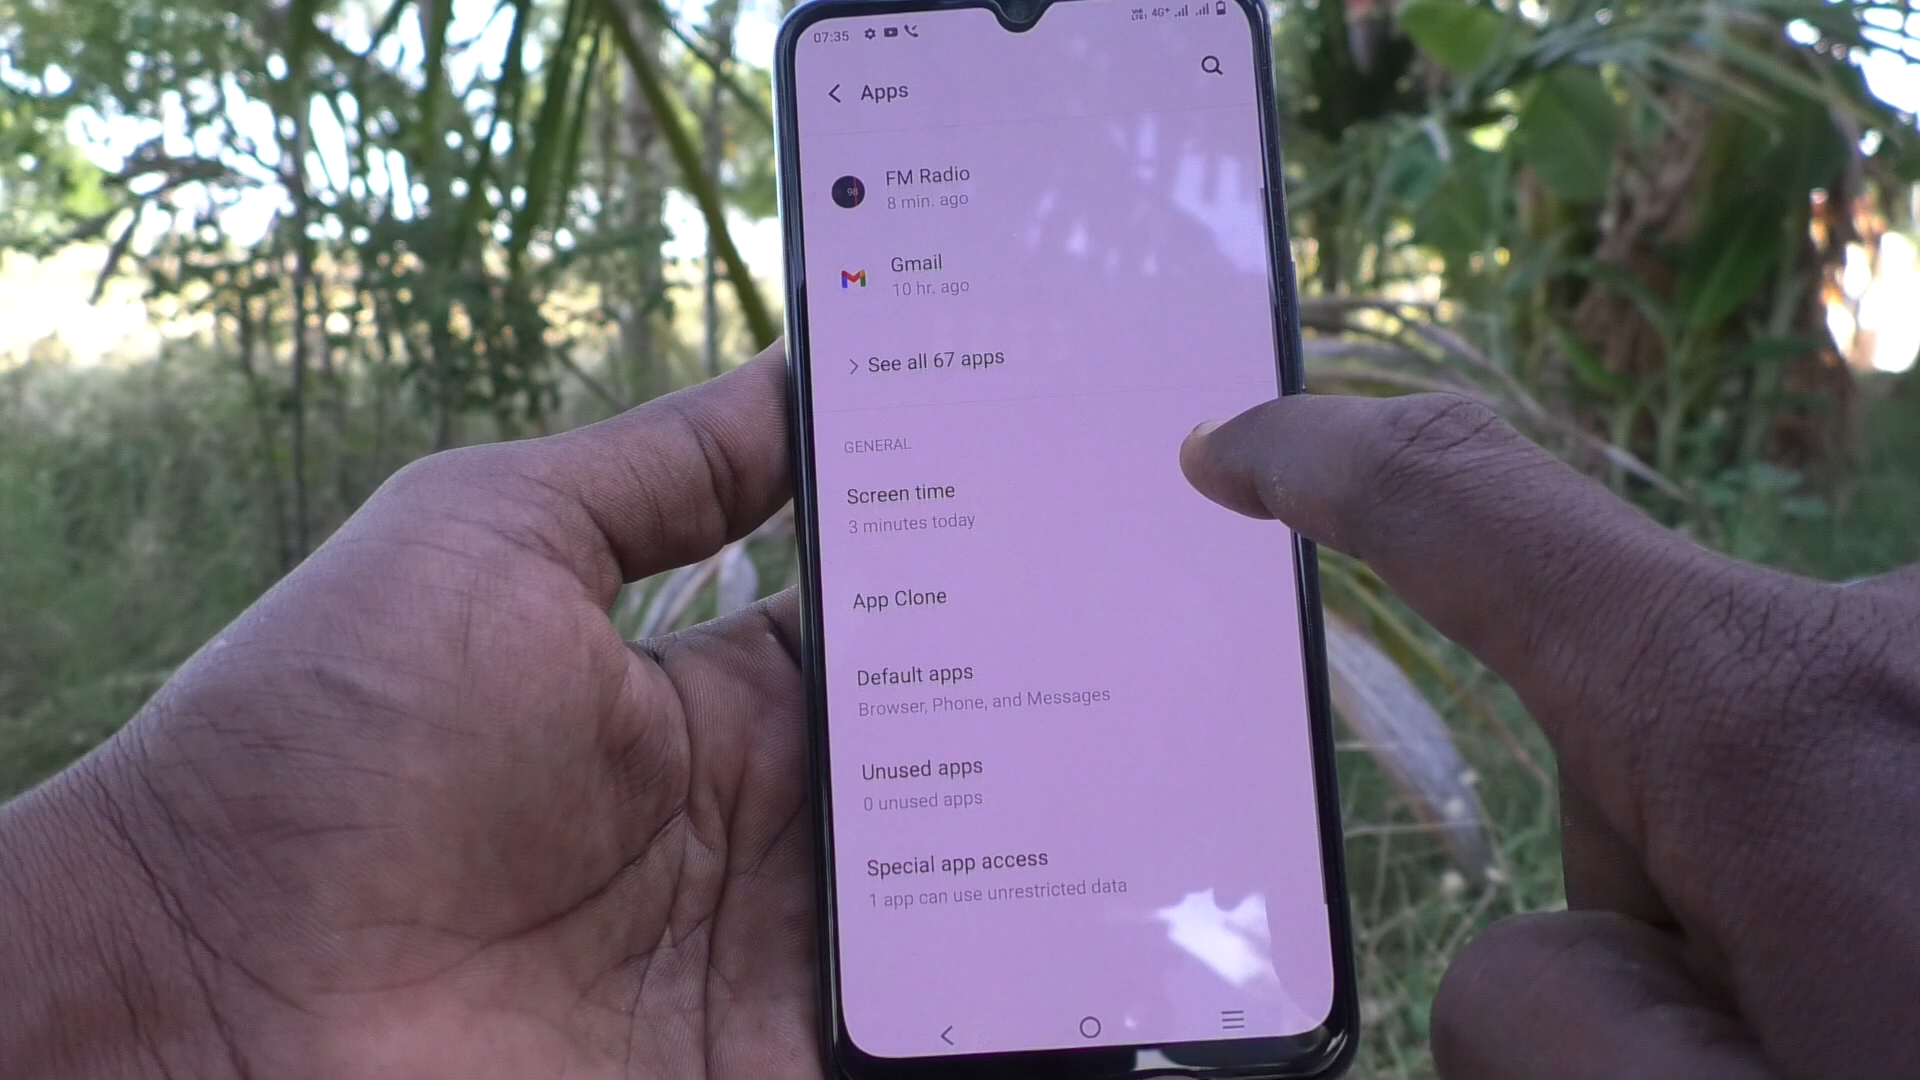 07:35 4G+
Apps
98
FM Radio
8 min. ago
Gmail
10 hr. ago
See all 67 apps
GENERAL
Screen time
3 minutes today
App Clone
Default apps
Browser, Phone, and Messages
Unused apps
0 unused apps
Special app access
1 app can use unrestricted data